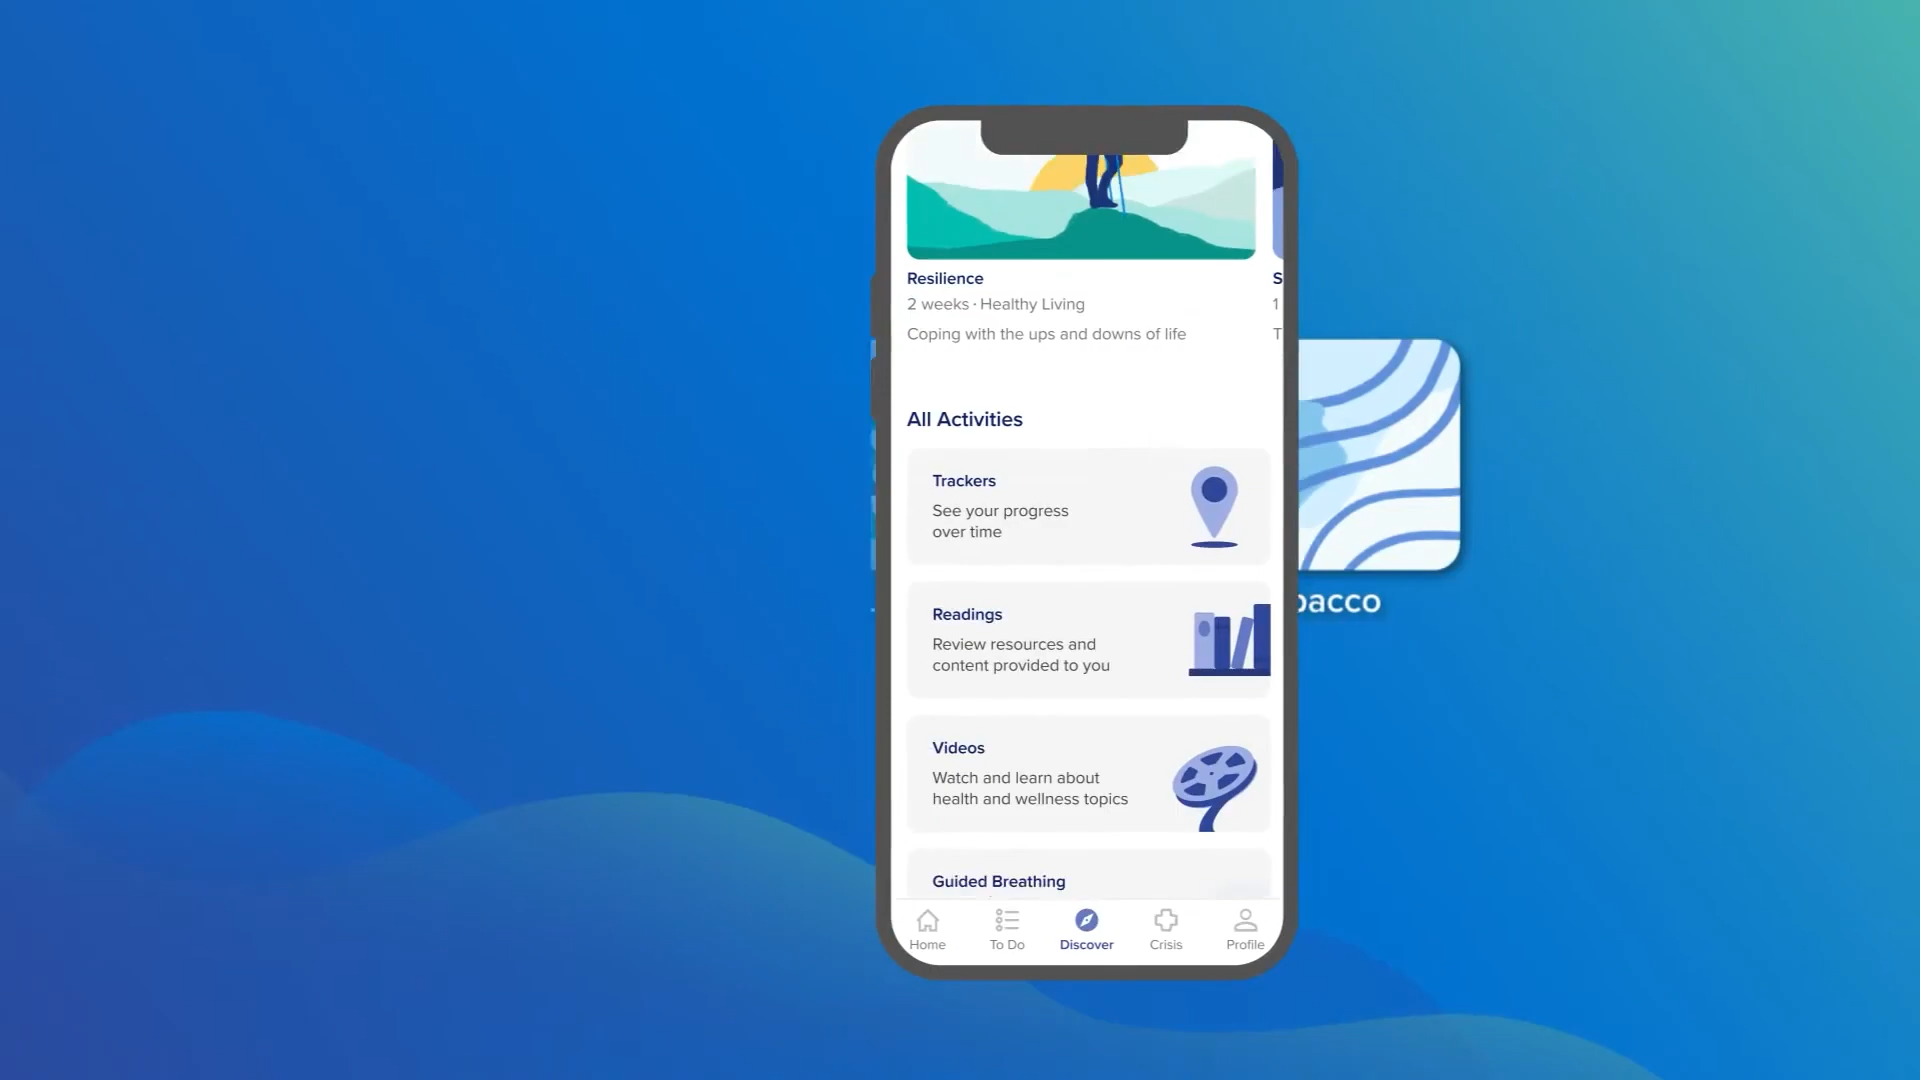 Resilience
2 weeks · Healthy Living
Coping with the ups and downs of life
S
1
T
All Activities
Trackers
See your progress
over time
Readings
Review resources and
content provided to you
bacco
Videos
Watch and learn about
health and wellness topics
Guided Breathing
Home
To Do
Discover
Crisis
Profile